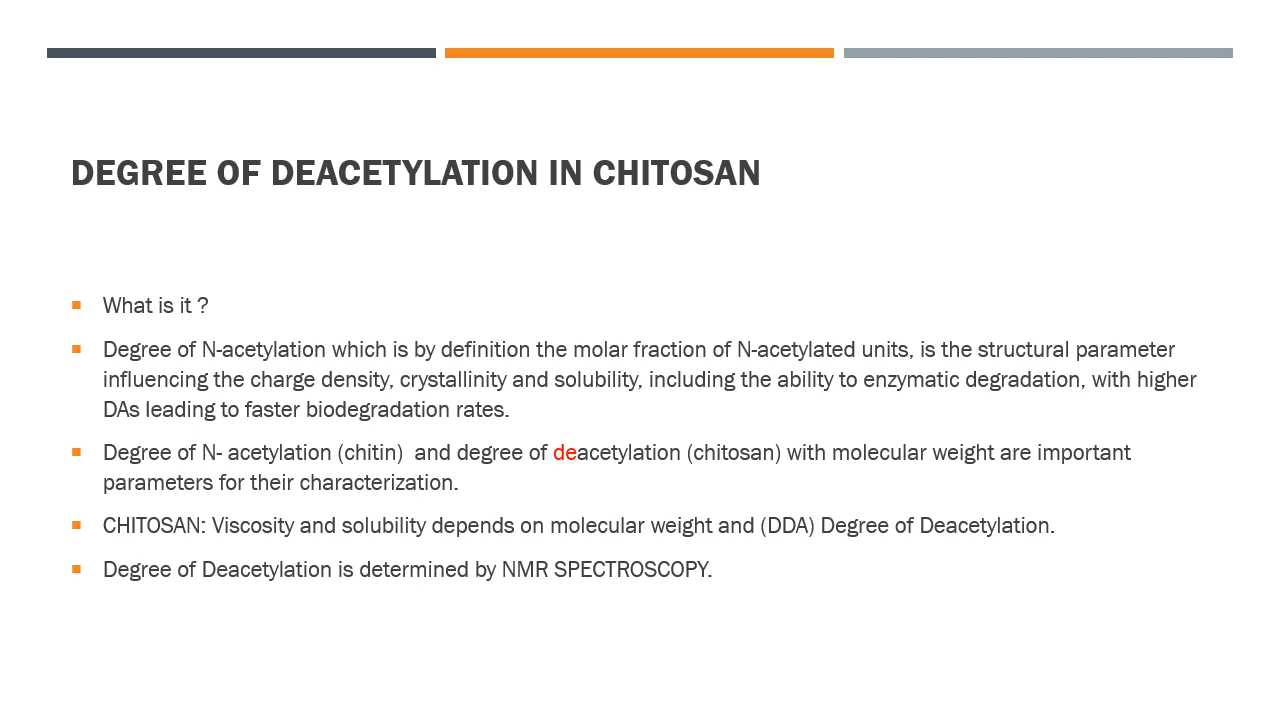 DEGREE OF DEACETYLATION IN CHITOSAN
What is it ?
Degree of N-acetylation which is by definition the molar fraction of N-acetylated units, is the structural parameter
influencing the charge density, crystallinity and solubility, including the ability to enzymatic degradation, with higher
DAs leading to faster biodegradation rates.
Degree of N- acetylation (chitin)  and degree of deacetylation (chitosan) with molecular weight are important
parameters for their characterization.
CHITOSAN: Viscosity and solubility depends on molecular weight and (DDA) Degree of Deacetylation.
Degree of Deacetylation is determined by NMR SPECTROSCOPY.